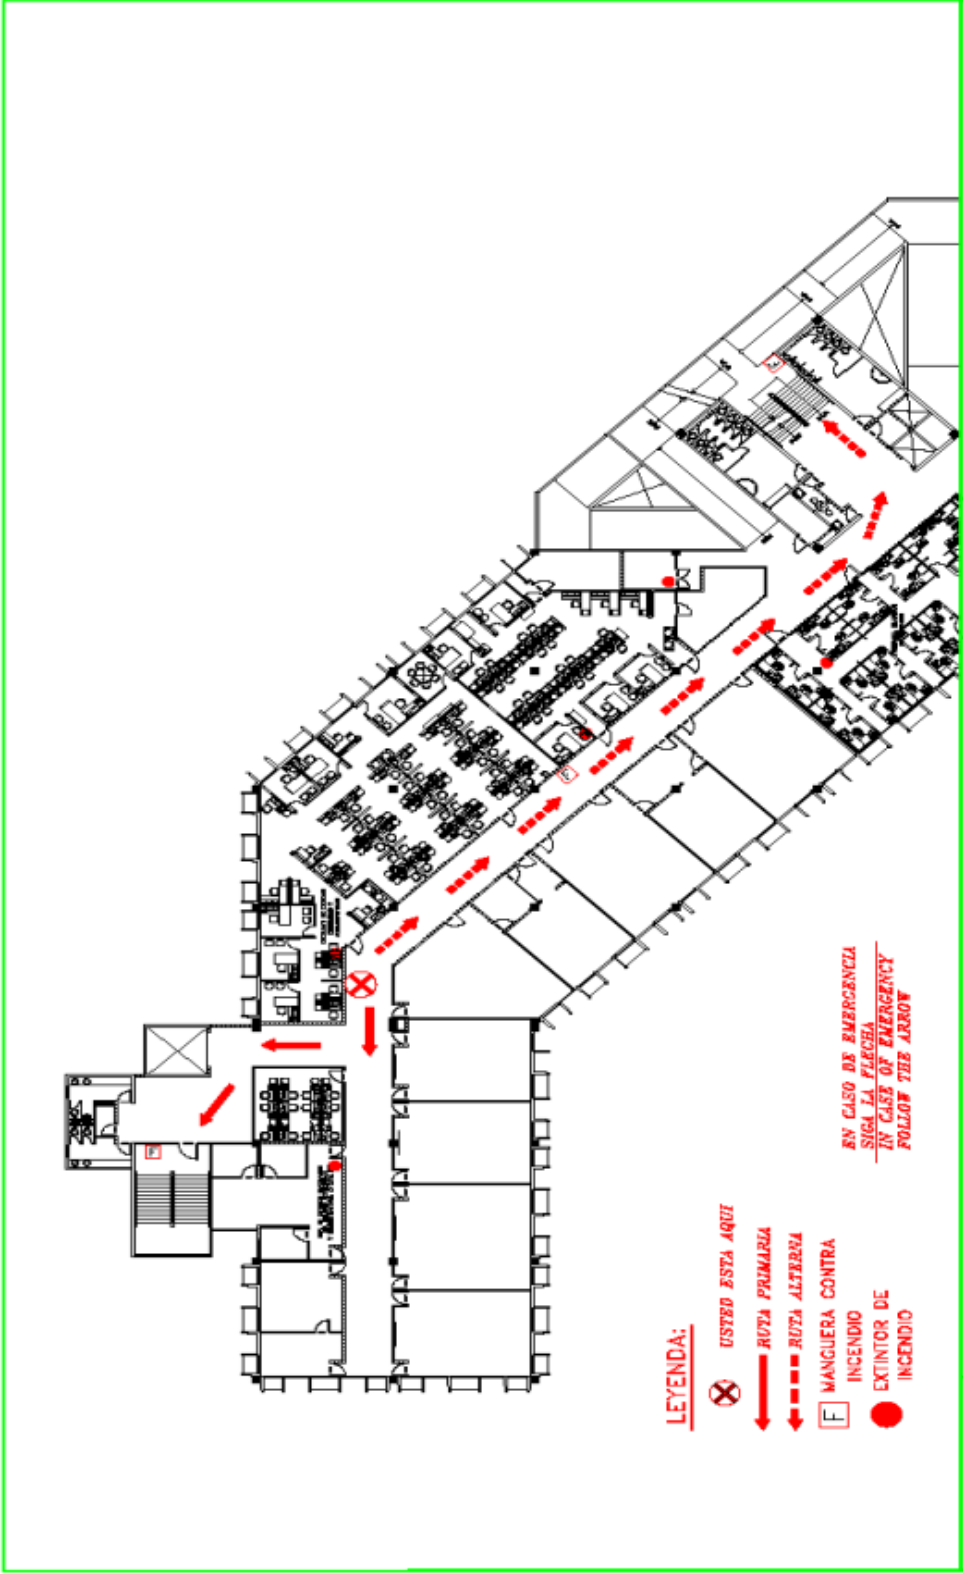 EN CASO DE EMERGENCIA
SIGA LA FLECHA
IN CASE OF EMERGENCY
FOLLOW THE ARROW
LEYENDA:
USTED ESTA AQUI
RUTA PRIMARIA
RUTA ALTERNA
F MANGUERA CONTRA
INCENDIO
EXTINTOR DE
INCENDIO
F
F
F